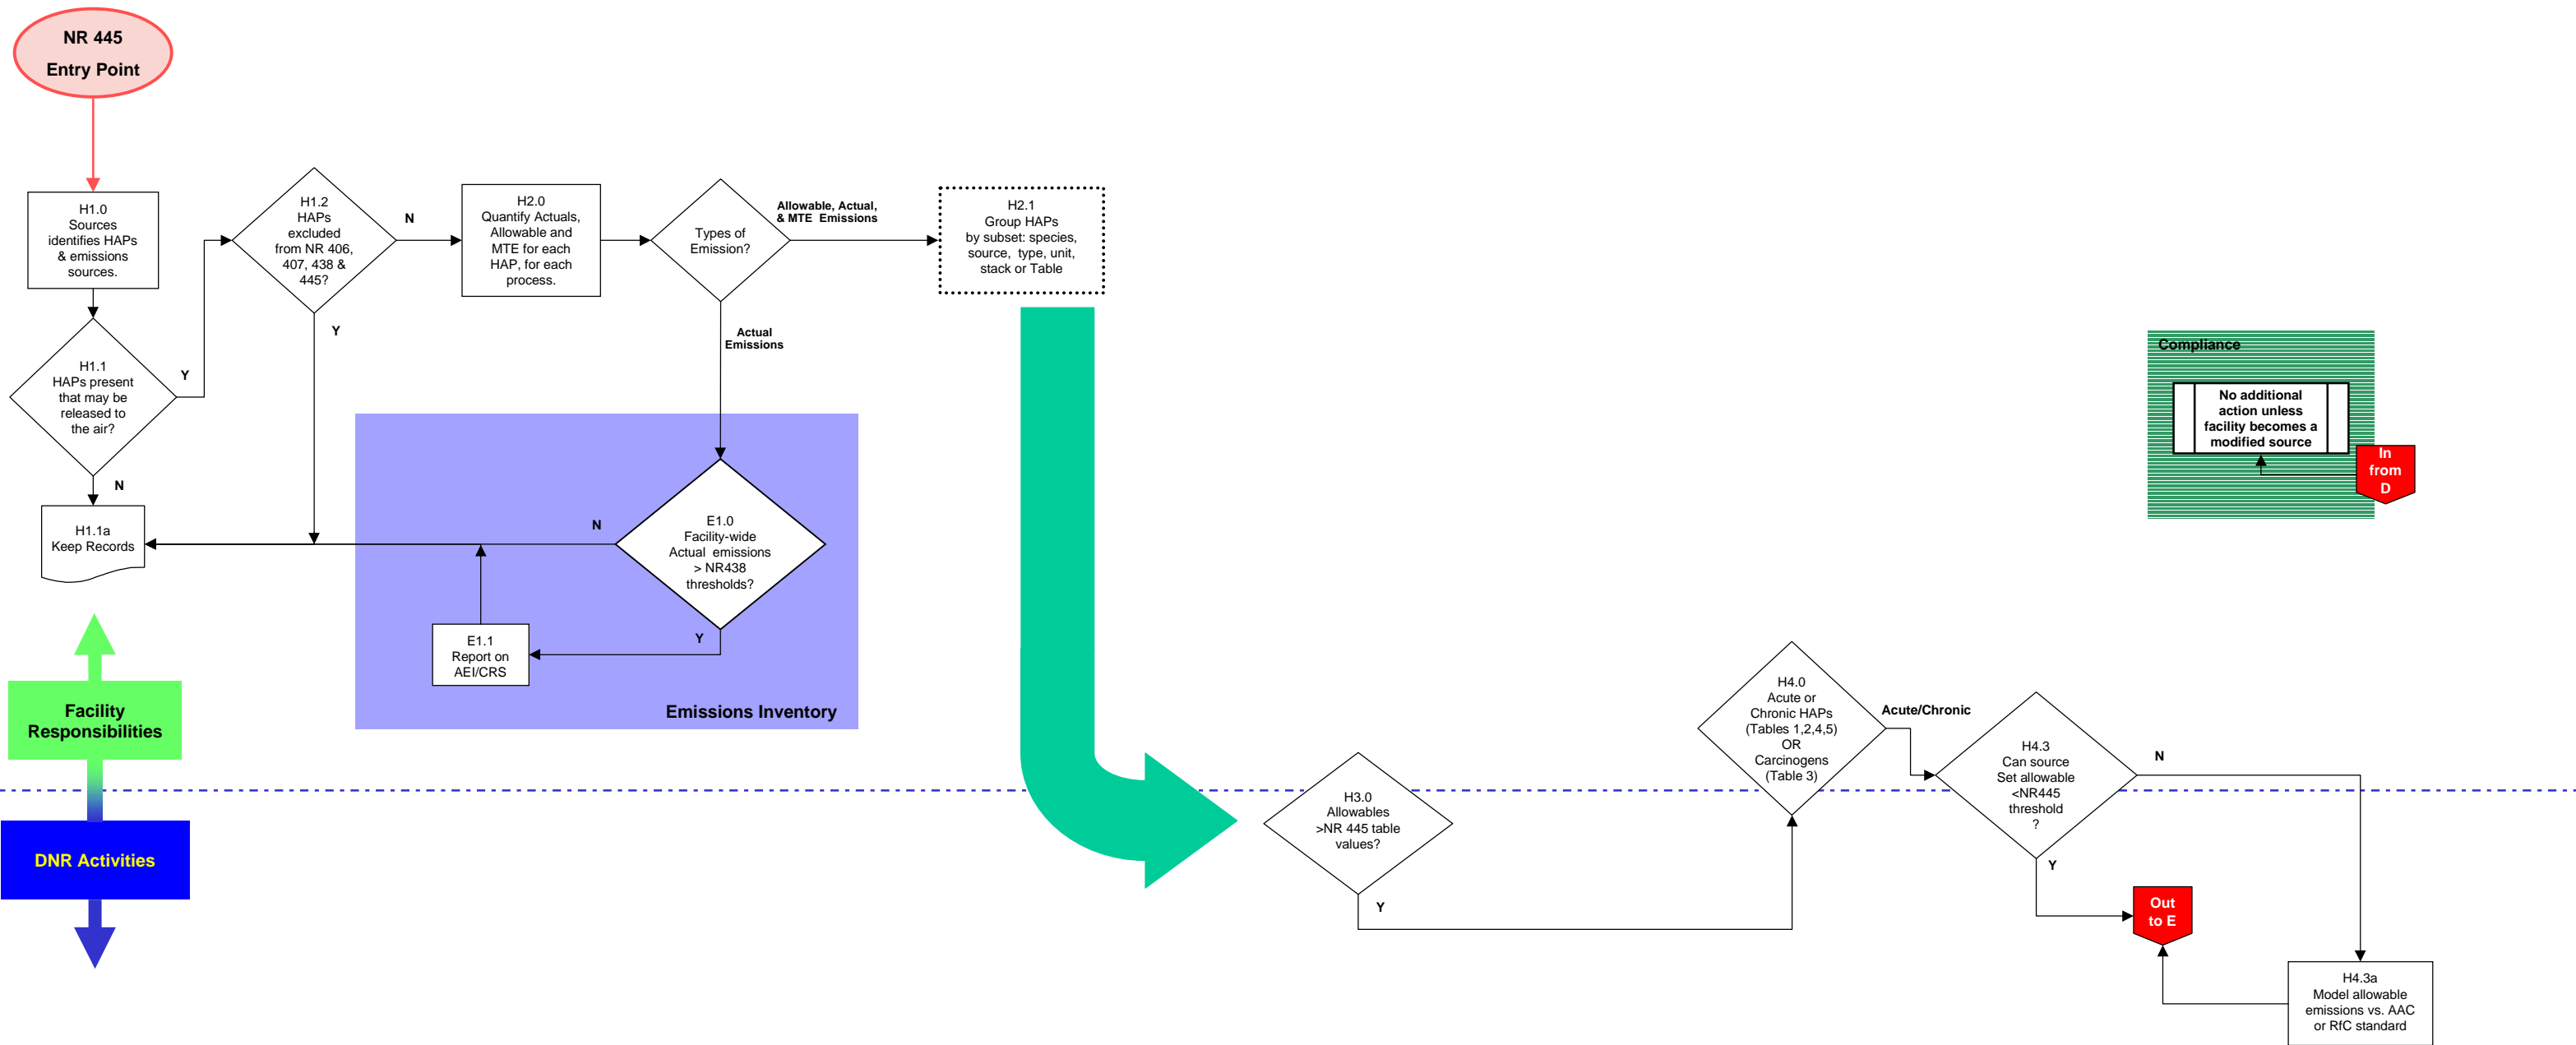 NR 445
Entry Point
H1.0
Sources
identifies HAPs
& emissions
sources.
H1.1
HAPs present
that may be
released to
the air?
Y
N
H1.1a
Keep Records
H1.2
HAPs
excluded
from NR 406,
407, 438 &
445?
N
Y
H2.0
Quantify Actuals,
Allowable and
MTE for each
HAP, for each
process.
Types of
Emission?
Allowable, Actual,
& MTE  Emissions
Actual
Emissions
H2.1
Group HAPs
by subset: species,
source,  type, unit,
stack or Table
E1.0
Facility-wide
Actual  emissions
> NR438
thresholds?
N
Y
E1.1
Report on
AEI/CRS
Emissions Inventory
Facility
Responsibilities
DNR Activities
H3.0
Allowables
>NR 445 table
values?
Y
H4.0
Acute or
Chronic HAPs
(Tables 1,2,4,5)
OR
Carcinogens
(Table 3)
Acute/Chronic
H4.3
Can source
Set allowable
<NR445
threshold
?
N
Y
Out
to E
H4.3a
Model allowable
emissions vs. AAC
or RfC standard
Compliance
No additional
action unless
facility becomes a
modified source
In
from
D